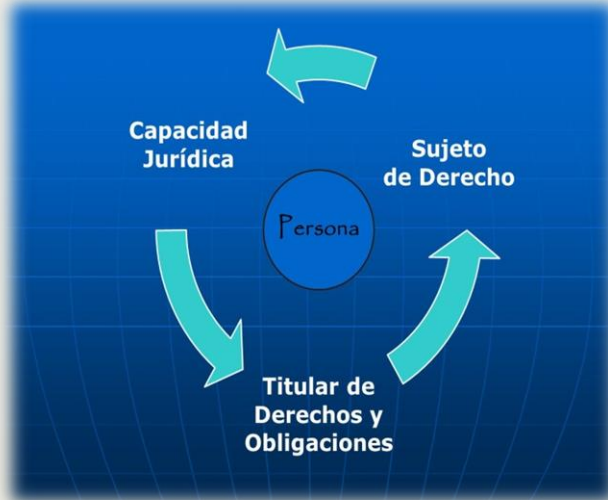 Capacidad
Jurídica
Sujeto
de Derecho
Persona
Titular de
Derechos y
Obligaciones